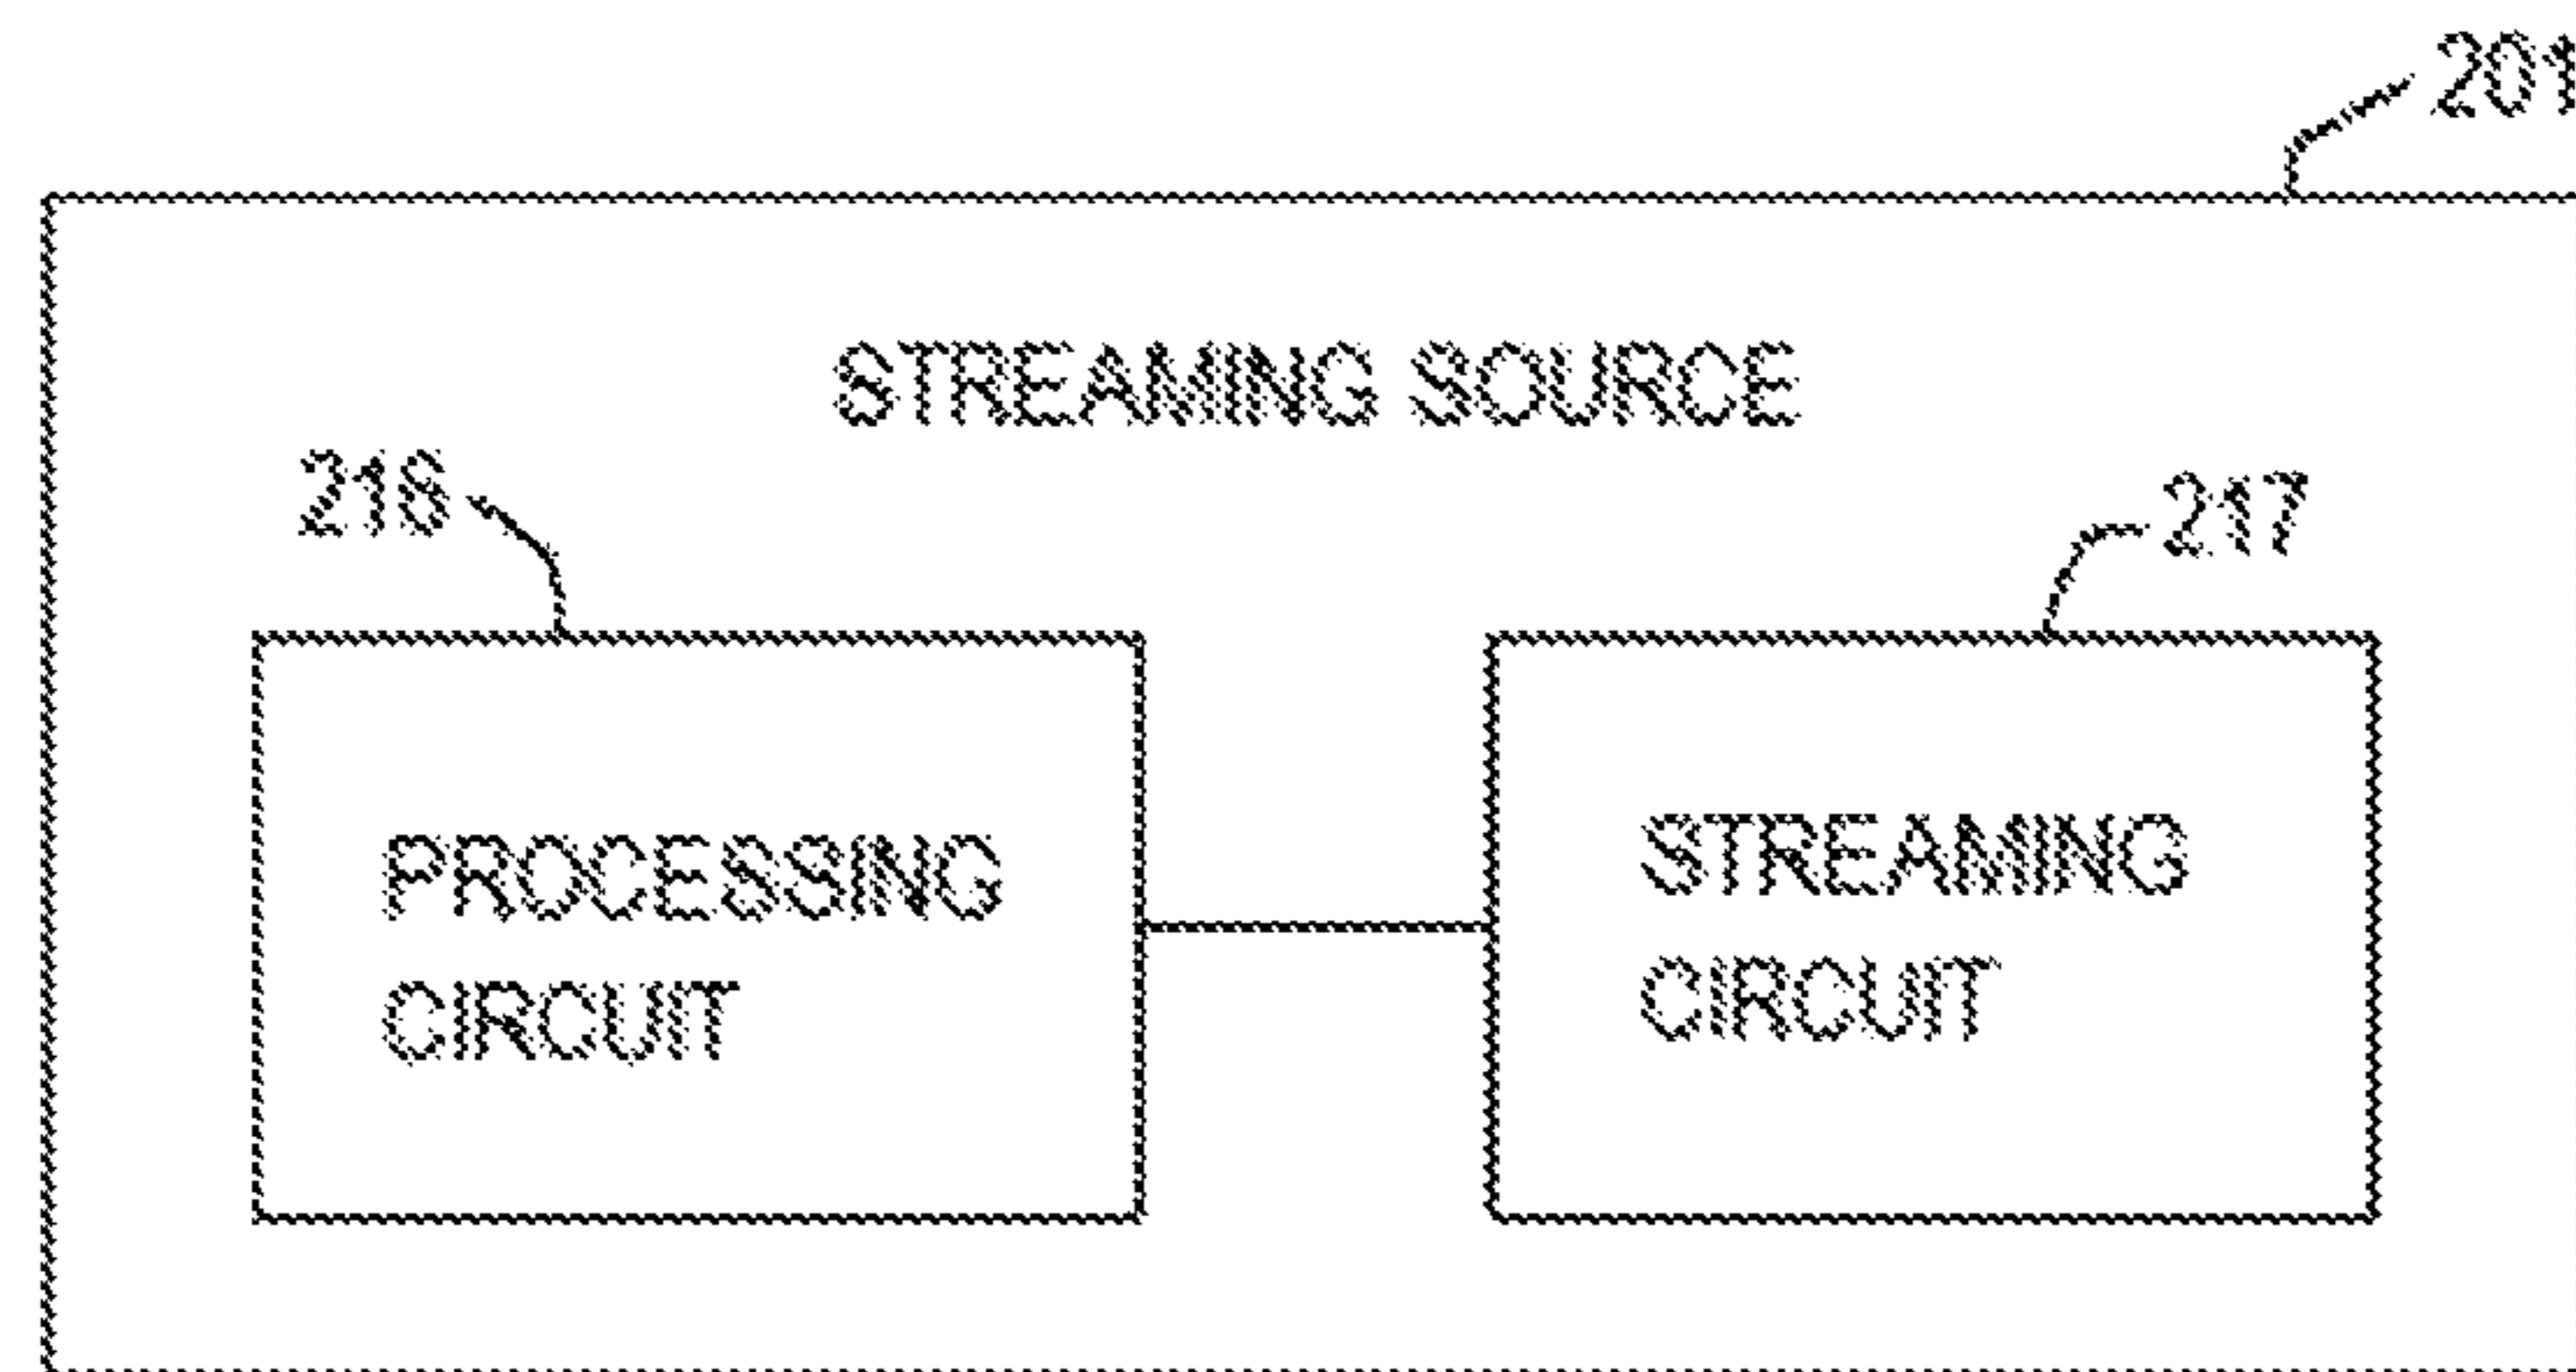 201
STREAMING SOURCE
216
217
PROCESSING
CIRCUIT
STREAMING
CIRCUIT